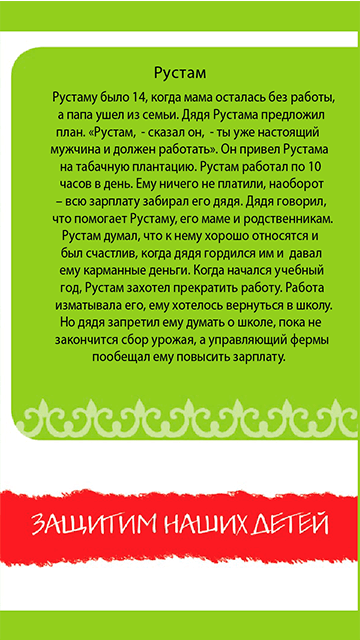 Рустам
Рустаму было 14, когда мама осталась без работы,
а папа ушел из семьи. Дядя Рустама предложил
план. «Рустам,  - сказал он,  - ты уже настоящий
мужчина и должен работать». Он привел Рустама
на табачную плантацию. Рустам работал по 10
часов в день. Ему ничего не платили, наоборот
– всю зарплату забирал его дядя. Дядя говорил,
что помогает Рустаму, его маме и родственникам.
Рустам думал, что к нему хорошо относятся и
был счастлив, когда дядя гордился им и  давал
ему карманные деньги. Когда начался учебный
год, Рустам захотел прекратить работу. Работа
изматывала его, ему хотелось вернуться в школу.
Но дядя запретил ему думать о школе, пока не
закончится сбор урожая, а управляющий фермы
пообещал ему повысить зарплату.
ЗАЩИТИМ НАШИХ ДЕТЕЙ